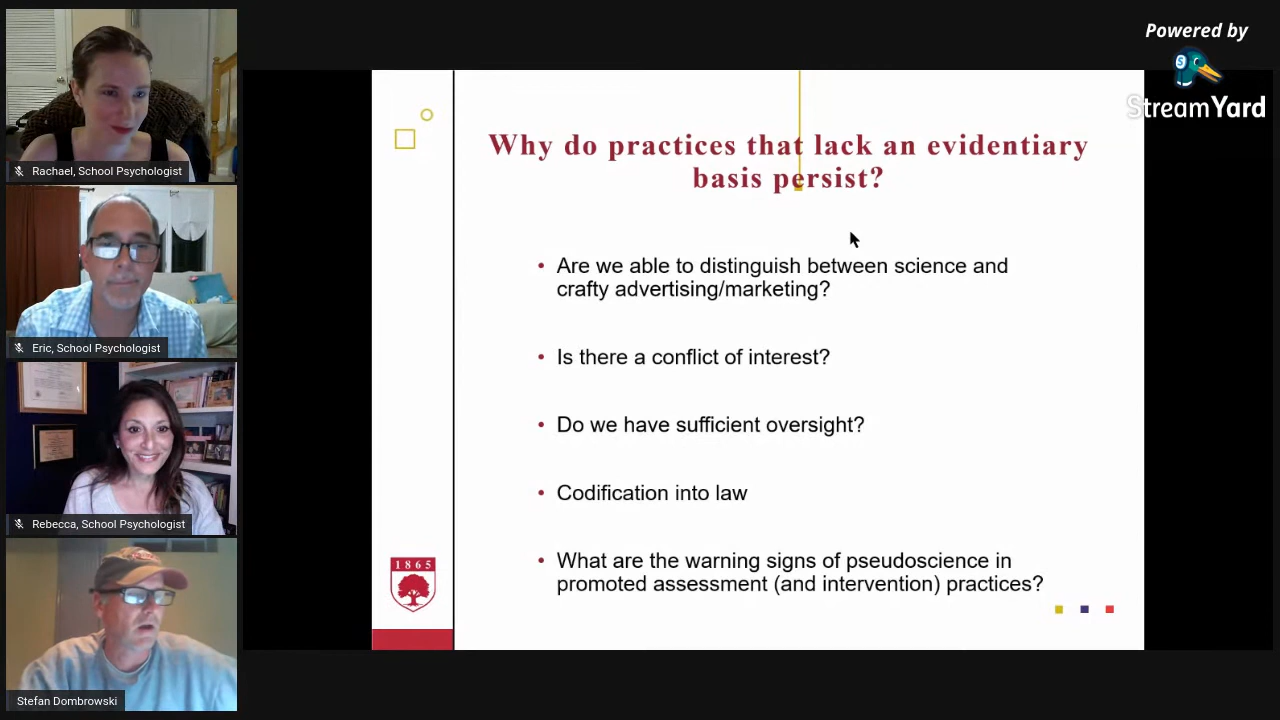 Powered by
StreamYard
Rachael, School Psychologist
Eric, School Psychologist
Rebecca, School Psychologist
Stefan Dombrowski
Why do practices that lack an evidentiary
basis persist?
• Are we able to distinguish between science and
crafty advertising/marketing?
• Is there a conflict of interest?
• Do we have sufficient oversight?
• Codification into law
• What are the warning signs of pseudoscience in
promoted assessment (and intervention) practices?
1865